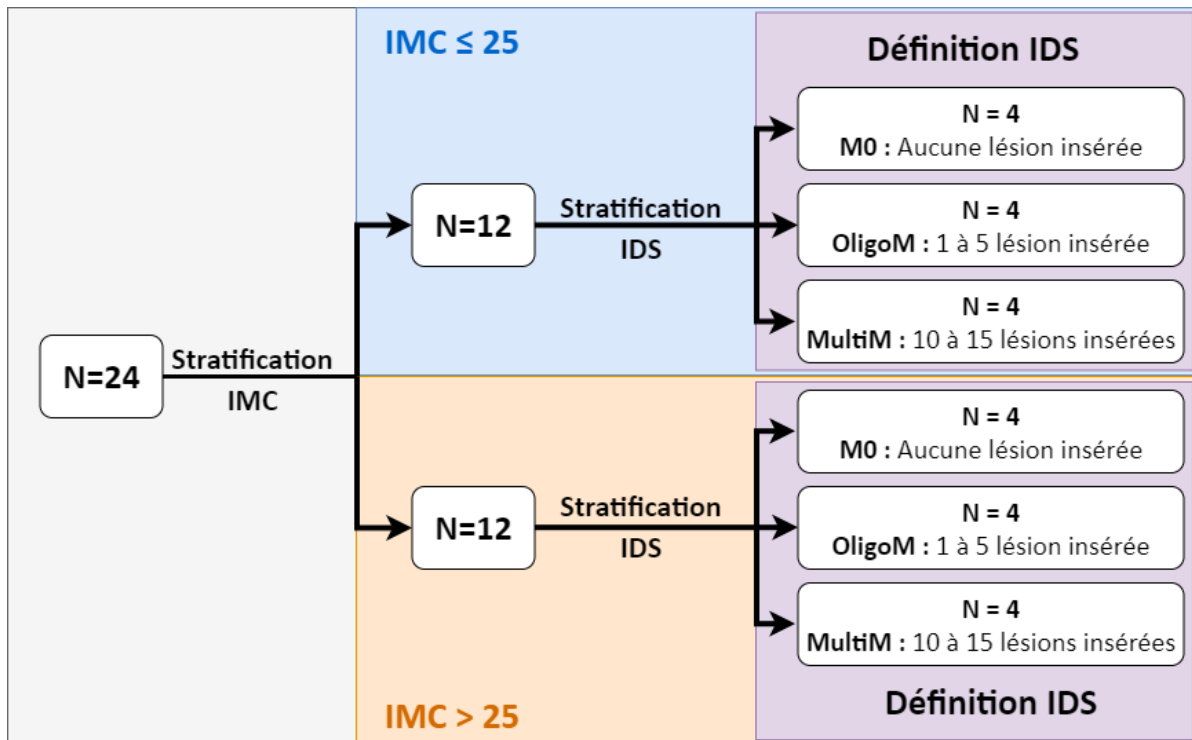 N=24
Stratification
IMC
IMC ≤ 25
N=12
Stratification
IDS
Définition IDS
N = 4
M0 : Aucune lésion insérée
N = 4
OligoM : 1 à 5 lésion insérée
N = 4
MultiM : 10 à 15 lésions insérées
IMC > 25
N=12
Stratification
IDS
N = 4
M0 : Aucune lésion insérée
N = 4
OligoM : 1 à 5 lésion insérée
N = 4
MultiM : 10 à 15 lésions insérées
Définition IDS